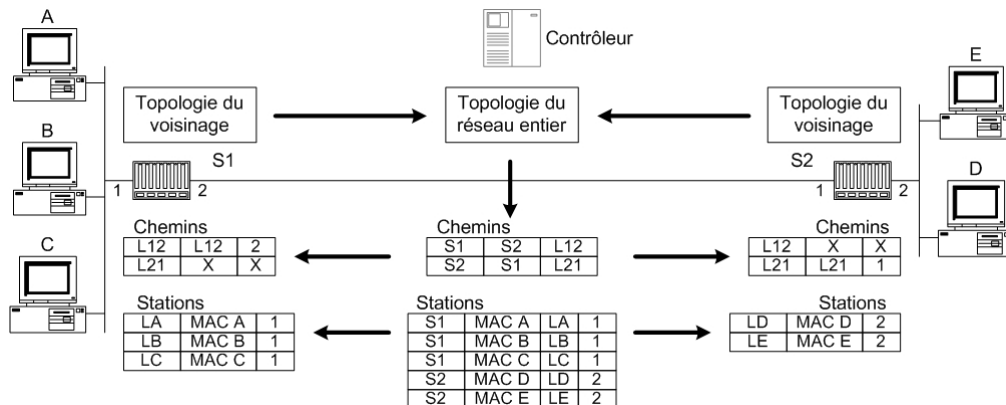 A
Contrôleur
E
Topologie du
voisinage
Topologie du
réseau entier
Topologie du
voisinage
B
S1
S2
D
1
2
1
2
C
Chemins
L12 L12 2
L21 X X
Chemins
S1 S2 L12
S2 S1 L21
Chemins
L12 X X
L21 L21 1
Stations
LA MAC A 1
LB MAC B 1
LC MAC C 1
Stations
S1 MAC A LA 1
S1 MAC B LB 1
S1 MAC C LC 1
S2 MAC D LD 2
S2 MAC E LE 2
Stations
LD MAC D 2
LE MAC E 2